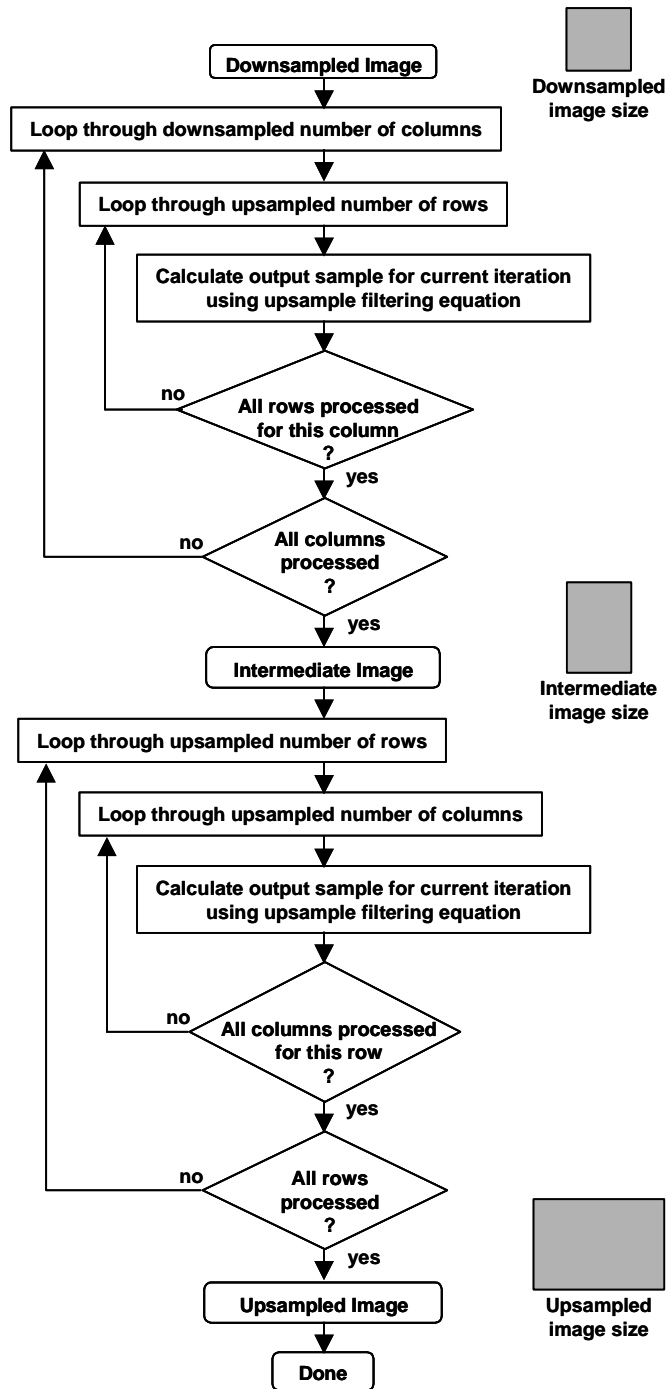 Downsampled Image
Downsampled
image size
Loop through downsampled number of columns
Loop through upsampled number of rows
Calculate output sample for current iteration
using upsample filtering equation
no
All rows processed
for this column
?
yes
no
All columns
processed
?
yes
Intermediate Image
Intermediate
image size
Loop through upsampled number of rows
Loop through upsampled number of columns
Calculate output sample for current iteration
using upsample filtering equation
no
All columns processed
for this row
?
yes
no
All rows
processed
?
yes
Upsampled Image
Upsampled
image size
Done